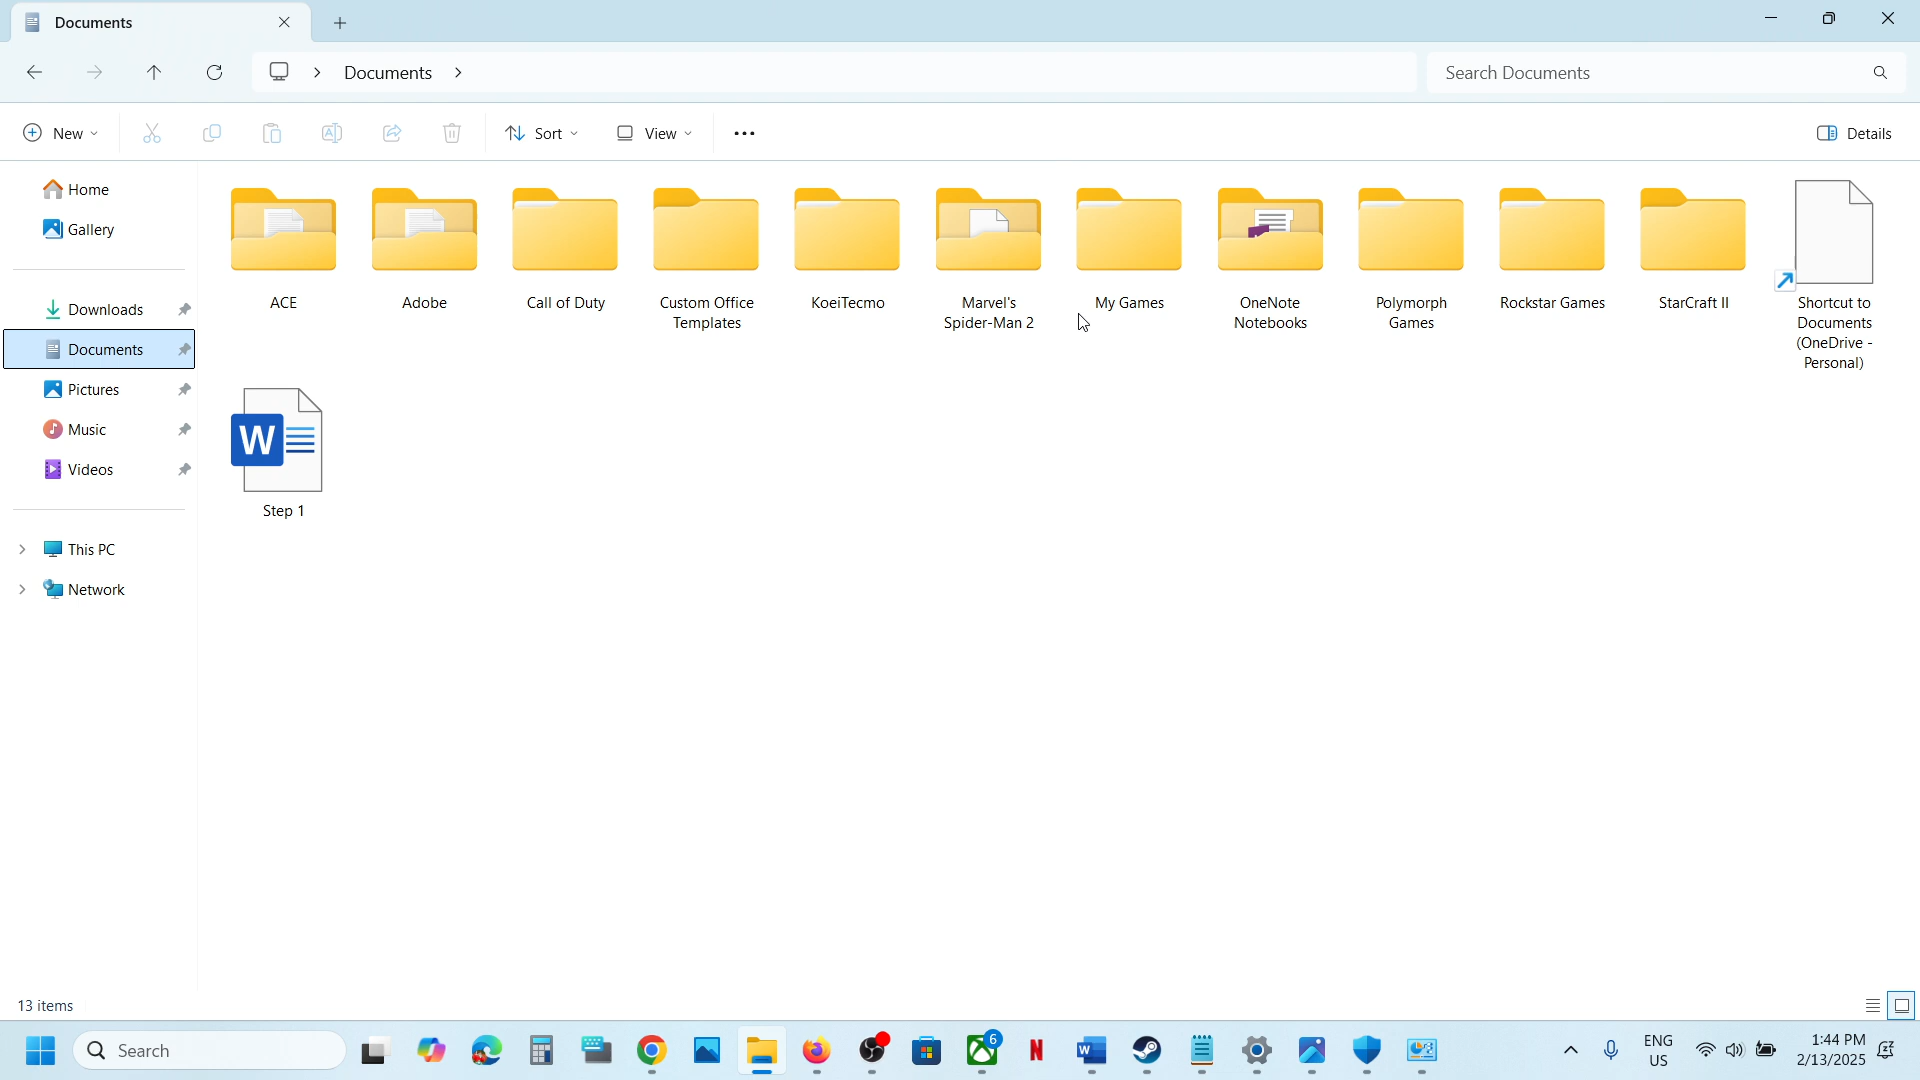 Documents
Documents
Search Documents
New
Sort
View
Details
Home
Gallery
Downloads
Documents
Pictures
Music
Videos
This PC
Network
ACE
Adobe
Call of Duty
Custom Office
Templates
KoeiTecmo
Marvel's
Spider-Man 2
My Games
OneNote
Notebooks
Polymorph
Games
Rockstar Games
StarCraft II
Shortcut to
Documents
(OneDrive -
Personal)
W
Step 1
13 items
Search
6
N
W
ENG
US
1:44 PM
2/13/2025